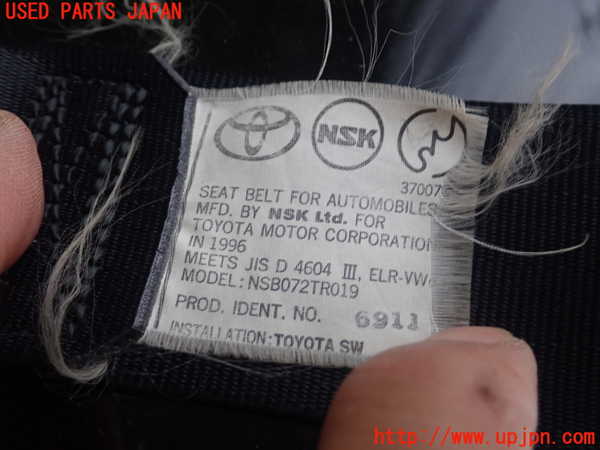 USED PARTS JAPAN
NSK
37007
SEAT BELT FOR AUTOMOBILES
MFD. BY NSK Ltd. FOR
TOYOTA MOTOR CORPORATION
IN 1996
MEETS JIS D 4604 III, ELR-VW
MODEL: NSB072TR019
PROD. IDENT. NO. 6911
INSTALLATION: TOYOTA SW
http://www.upjpn.com/